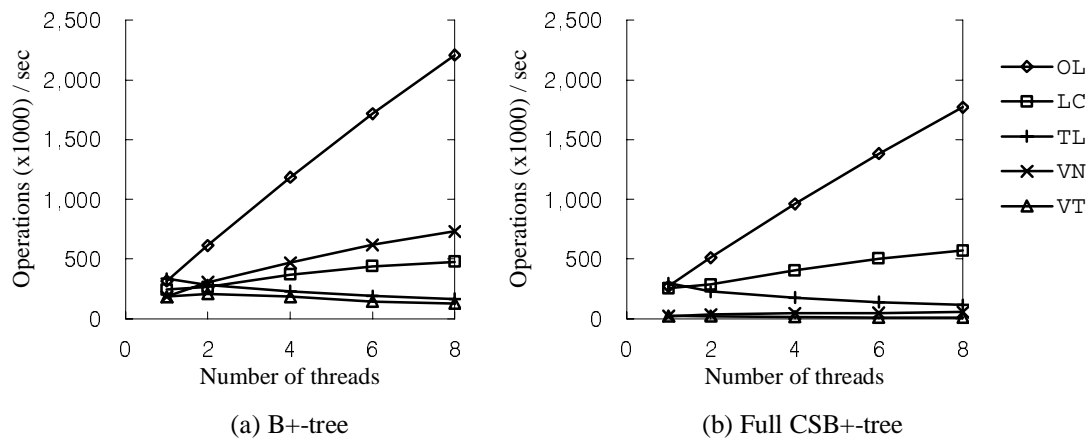 2,500
2,000
1,500
1,000
500
0
Operations (x1000) / sec
0 2 4 6 8
Number of threads
(a) B+-tree
2,500
2,000
1,500
1,000
500
0
Operations (x1000) / sec
0 2 4 6 8
Number of threads
(b) Full CSB+-tree
OL
LC
TL
VN
VT